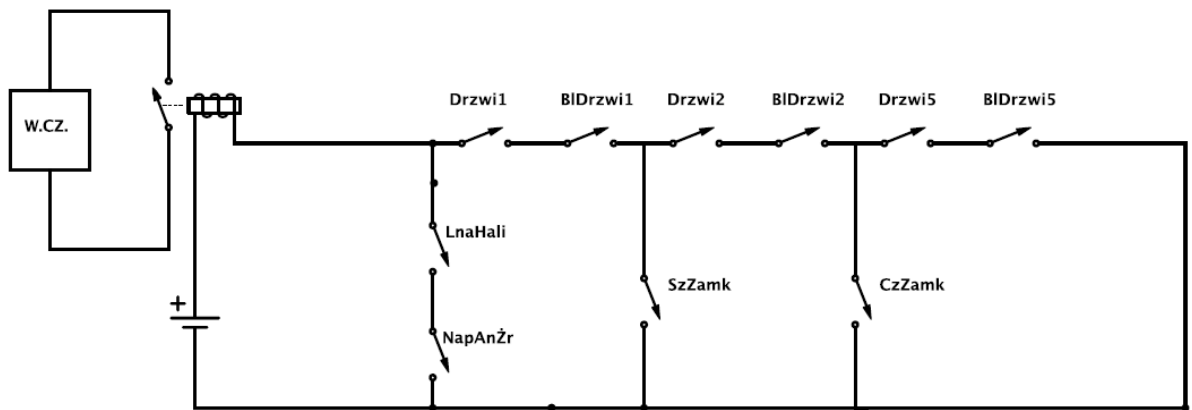 W.CZ.
Drzwi1
BlDrzwi1
Drzwi2
BlDrzwi2
Drzwi5
BlDrzwi5
LnaHali
SzZamk
CzZamk
+
NapAnŻr